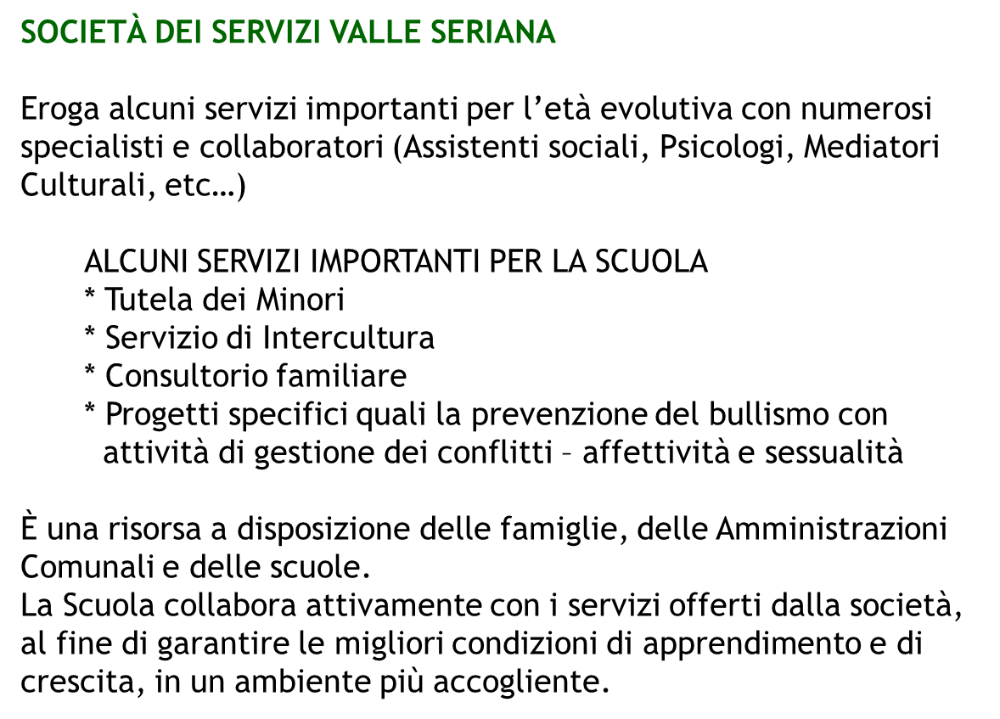 SOCIETÀ DEI SERVIZI VALLE SERIANA
Eroga alcuni servizi importanti per l’età evolutiva con numerosi
specialisti e collaboratori (Assistenti sociali, Psicologi, Mediatori
Culturali, etc…)
ALCUNI SERVIZI IMPORTANTI PER LA SCUOLA
* Tutela dei Minori
* Servizio di Intercultura
* Consultorio familiare
* Progetti specifici quali la prevenzione del bullismo con
attività di gestione dei conflitti – affettività e sessualità
È una risorsa a disposizione delle famiglie, delle Amministrazioni
Comunali e delle scuole.
La Scuola collabora attivamente con i servizi offerti dalla società,
al fine di garantire le migliori condizioni di apprendimento e di
crescita, in un ambiente più accogliente.